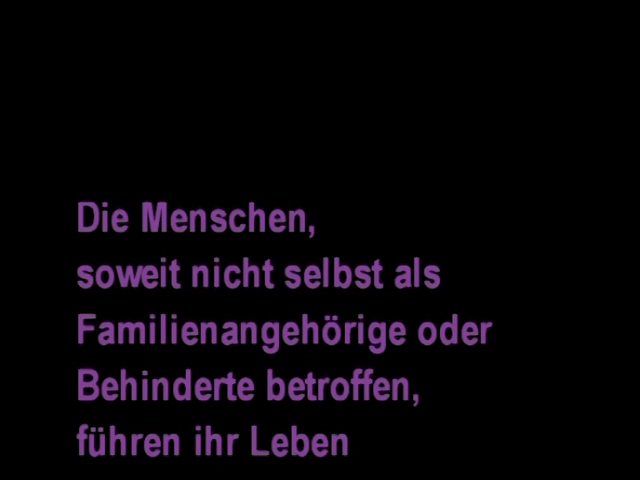 Die Menschen,
soweit nicht selbst als
Familienangehörige oder
Behinderte betroffen,
führen ihr Leben